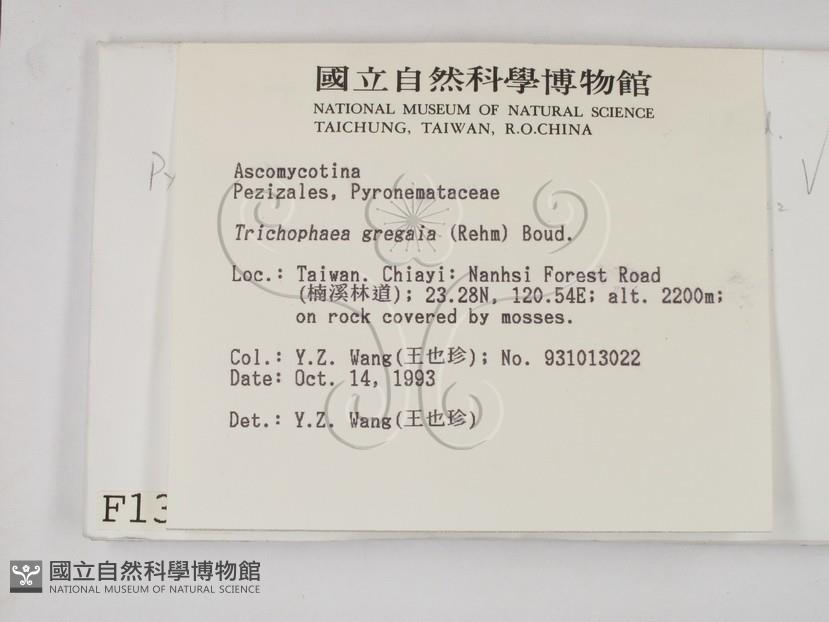 國立自然科學博物館
NATIONAL MUSEUM OF NATURAL SCIENCE
TAICHUNG, TAIWAN, R.O.CHINA
Ascomycotina
Pezizales, Pyronemataceae
Trichophaea gregaia (Rehm) Boud.
Loc.: Taiwan. Chiayi: Nanhsi Forest Road
(楠溪林道); 23.28N, 120.54E; alt. 2200m;
on rock covered by mosses.
Col.: Y.Z. Wang(王也珍); No. 931013022
Date: Oct. 14, 1993
Det.: Y.Z. Wang(王也珍)
F13
國立自然科學博物館
NATIONAL MUSEUM OF NATURAL SCIENCE